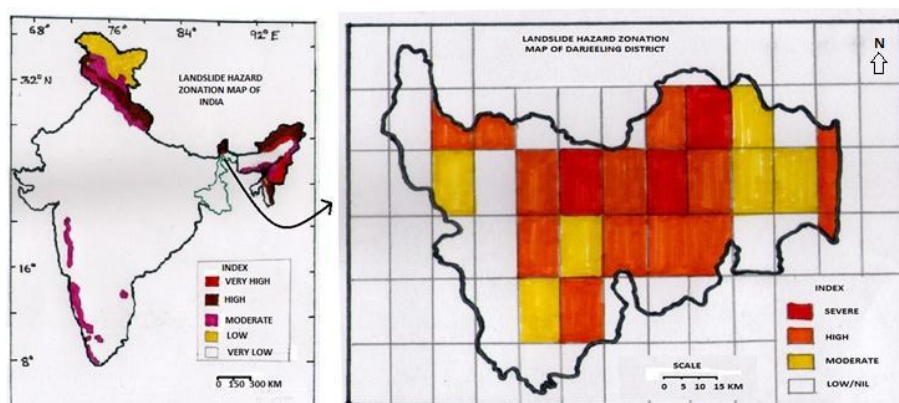 68°
76°
84°
92°E
32°N
16°
8°
LANDSLIDE HAZARD
ZONATION MAP OF
INDIA
INDEX
VERY HIGH
HIGH
MODERATE
LOW
VERY LOW
0 150 300 KM
LANDSLIDE HAZARD ZONATION
MAP OF DARJEELING DISTRICT
N
INDEX
SEVERE
HIGH
MODERATE
LOW/NIL
SCALE
0 5 10 15 KM